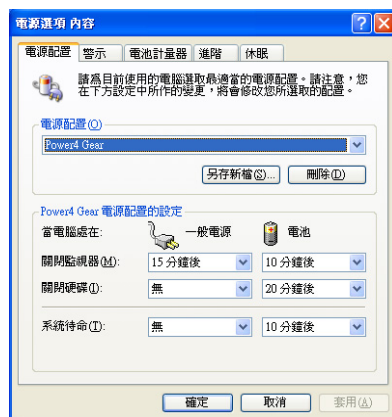 電源選項 內容
電源配置 警示 電池計量器 進階 休眠
請為目前使用的電腦選取最適當的電源配置。請注意，您
在下方設定中所作的變更，將會修改您所選取的配置。
電源配置(O)
Power4 Gear
另存新檔(S)... 刪除(D)
Power4 Gear 電源配置的設定
當電腦處在: 一般電源 電池
關閉監視器(M): 15 分鐘後 10 分鐘後
關閉硬碟(I): 無 20 分鐘後
系統待命(T): 無 10 分鐘後
確定 取消 套用(A)